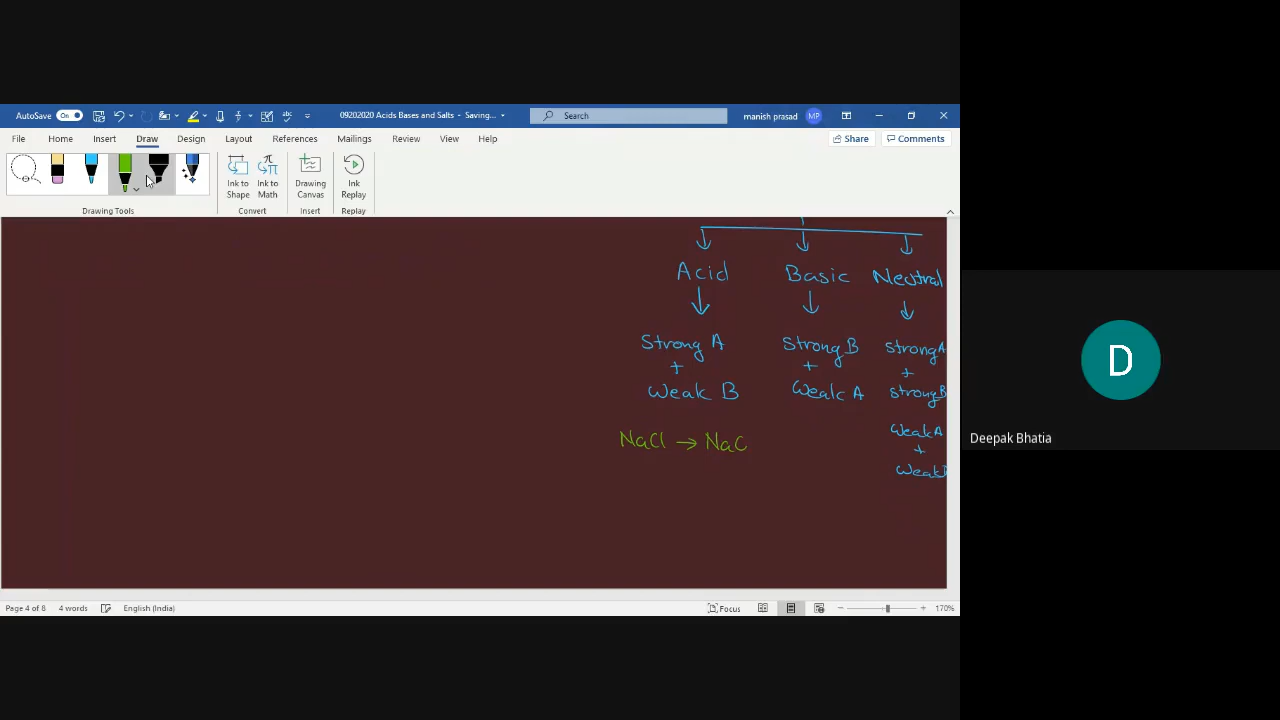 AutoSave On 09202020 Acids Bases and Salts - Saving... Search manish prasad MP
File Home Insert Draw Design Layout References Mailings Review View Help Share Comments
Ink to Shape Ink to Math Drawing Canvas Ink Replay
Drawing Tools Convert Insert Replay
Acid Basic Neutral
Strong A Strong B Strong A
+ + +
Weak B Weak A Strong B
NaCl → NaC Weak A
+
Weak B
D
Deepak Bhatia
Page 4 of 8 4 words English (India) Focus 170%